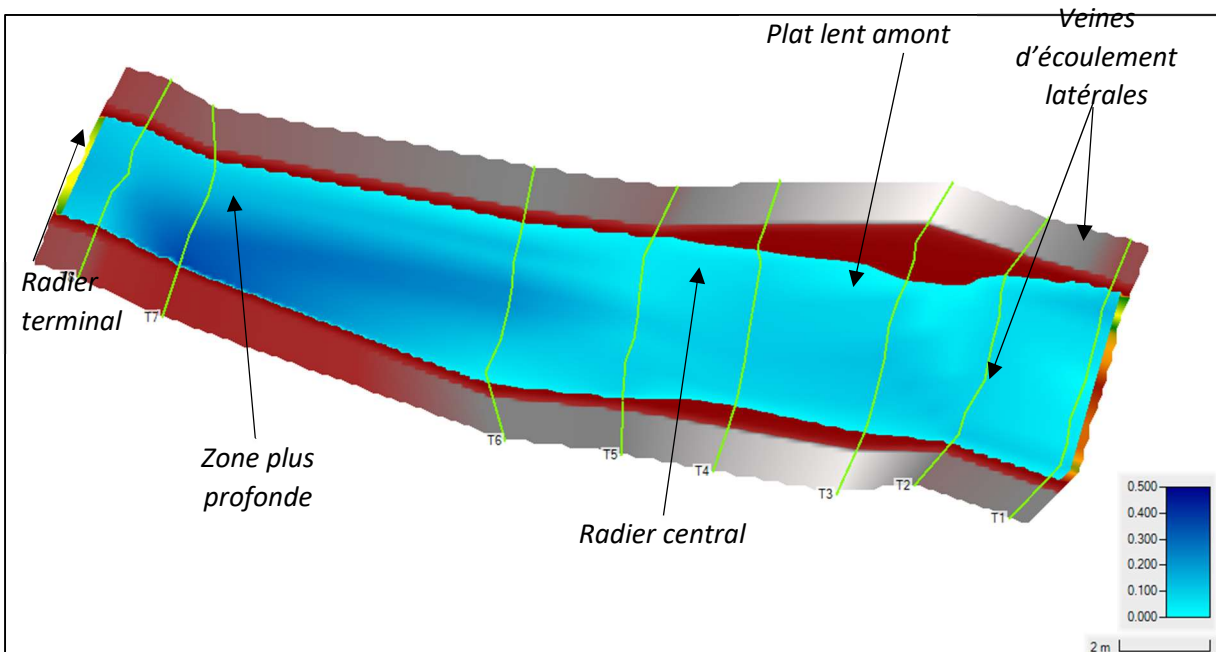 Veines
d'écoulement
latérales
Plat lent amont
Radier
terminal
T7
Zone plus
profonde
T6
T5
T4
Radier central
T3
T2
T1
0.500
0.400
0.300
0.200
0.100
0.000
2 m